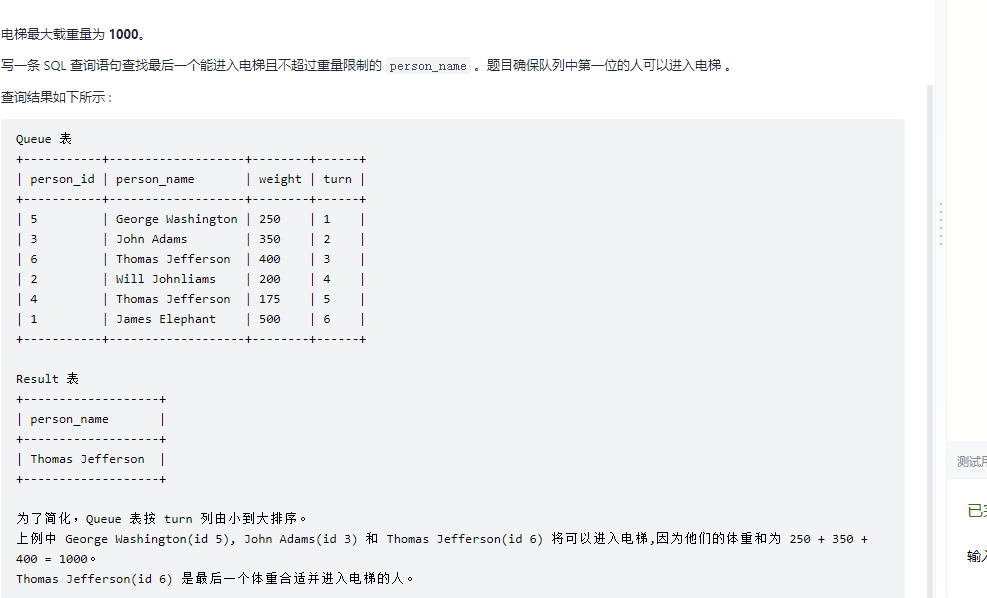 电梯最大载重量为 1000。
写一条 SQL 查询语句查找最后一个能进入电梯且不超过重量限制的 person_name 。题目确保队列中第一位的人可以进入电梯 。
查询结果如下所示 :
Queue 表
+-----------+-------------------+--------+------+
| person_id | person_name       | weight | turn |
+-----------+-------------------+--------+------+
| 5         | George Washington | 250    | 1    |
| 3         | John Adams        | 350    | 2    |
| 6         | Thomas Jefferson  | 400    | 3    |
| 2         | Will Johnliams    | 200    | 4    |
| 4         | Thomas Jefferson  | 175    | 5    |
| 1         | James Elephant    | 500    | 6    |
+-----------+-------------------+--------+------+
Result 表
+-------------------+
| person_name       |
+-------------------+
| Thomas Jefferson  |
+-------------------+
为了简化，Queue 表按 turn 列由小到大排序。
上例中 George Washington(id 5), John Adams(id 3) 和 Thomas Jefferson(id 6) 将可以进入电梯,因为他们的体重和为 250 + 350 +
400 = 1000。
Thomas Jefferson(id 6) 是最后一个体重合适并进入电梯的人。
测试
已
输